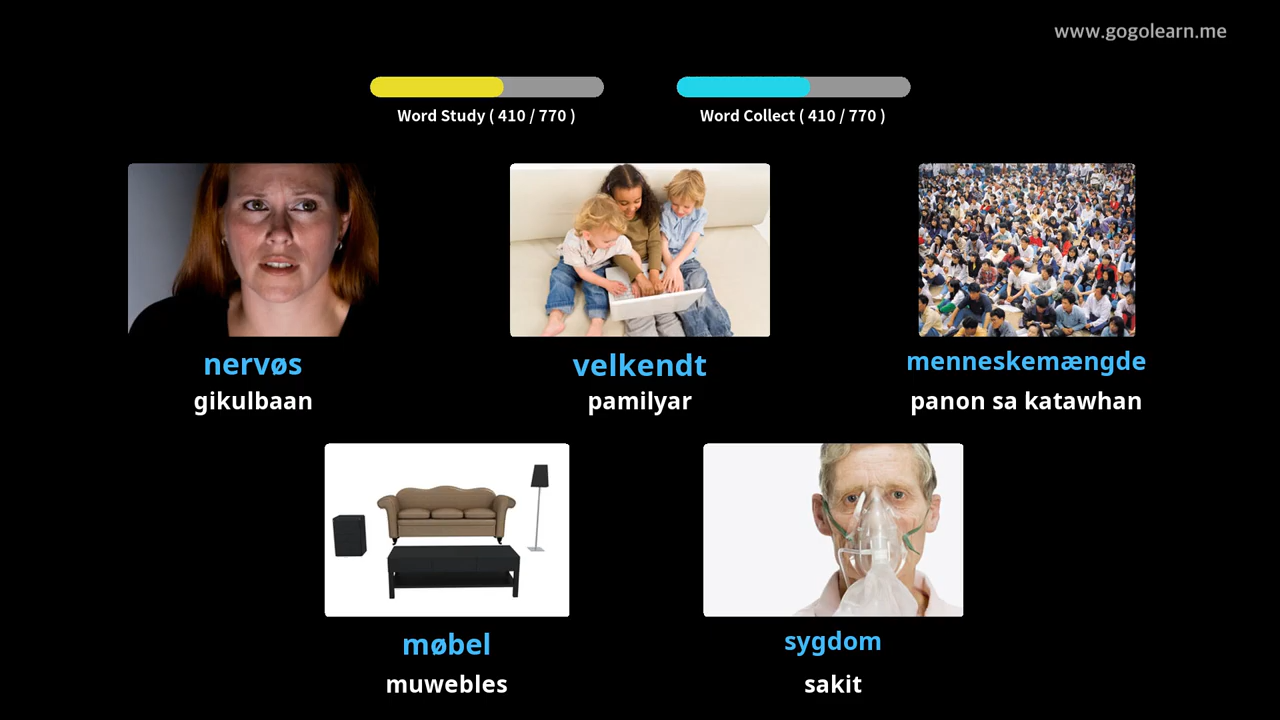 www.gogolearn.me
Word Study ( 410 / 770 )
Word Collect ( 410 / 770 )
nervøs
gikulbaan
velkendt
pamilyar
menneskemængde
panon sa katawhan
møbel
muwebles
sygdom
sakit